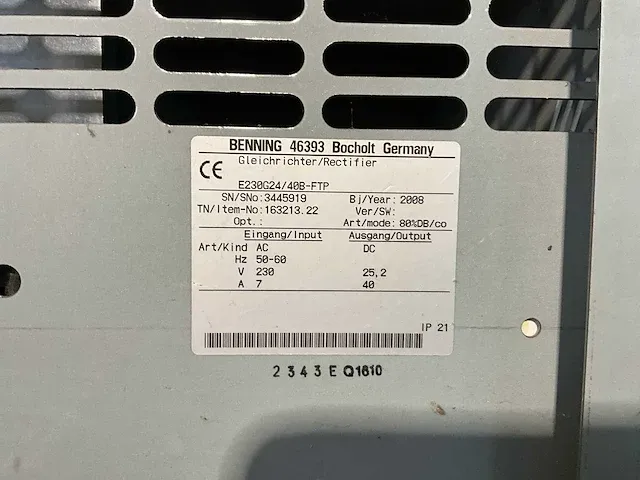 BENNING 46393 Bocholt Germany
CE Gleichrichter/Rectifier
E230G24/40B-FTP
SN/SNo: 3445919 Bj/Year: 2008
TN/Item-No: 163213.22 Ver/SW:
Opt.: Art/mode: 80%DB/co
Eingang/Input Ausgang/Output
Art/Kind AC DC
Hz 50-60
V 230 25,2
A 7 40
IP 21
2343E Q1610